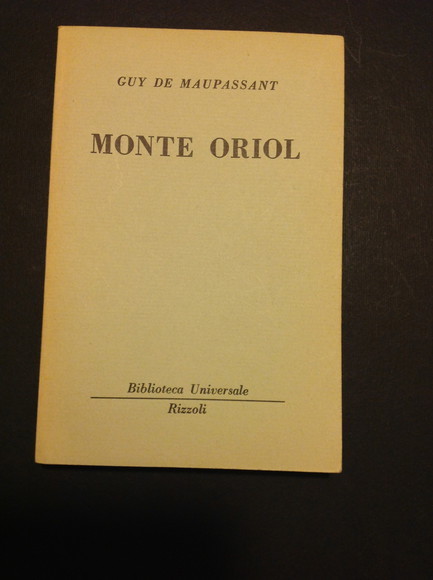 GUY DE MAUPASSANT
MONTE ORIOL
Biblioteca Universale
Rizzoli